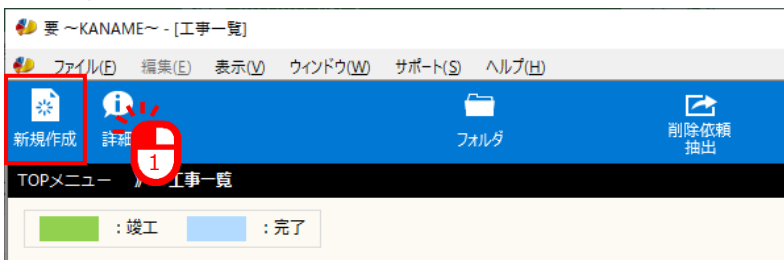 要 ~KANAME~ - [工事一覧]
ファイル(F) 編集(E) 表示(V) ウィンドウ(W) サポート(S) ヘルプ(H)
新規作成 詳細 フォルダ 削除依頼
抽出
1
TOPメニュー // 工事一覧
:竣工 :完了